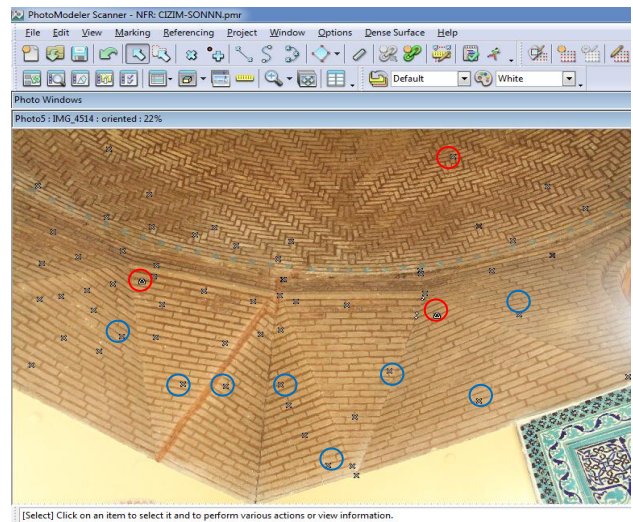 PhotoModeler Scanner - NFR: CIZIM-SONNN.pmr
File Edit View Marking Referencing Project Window Options Dense Surface Help
Default White
Photo Windows
Photo5 : IMG_4514 : oriented : 22%
[Select] Click on an item to select it and to perform various actions or view information.